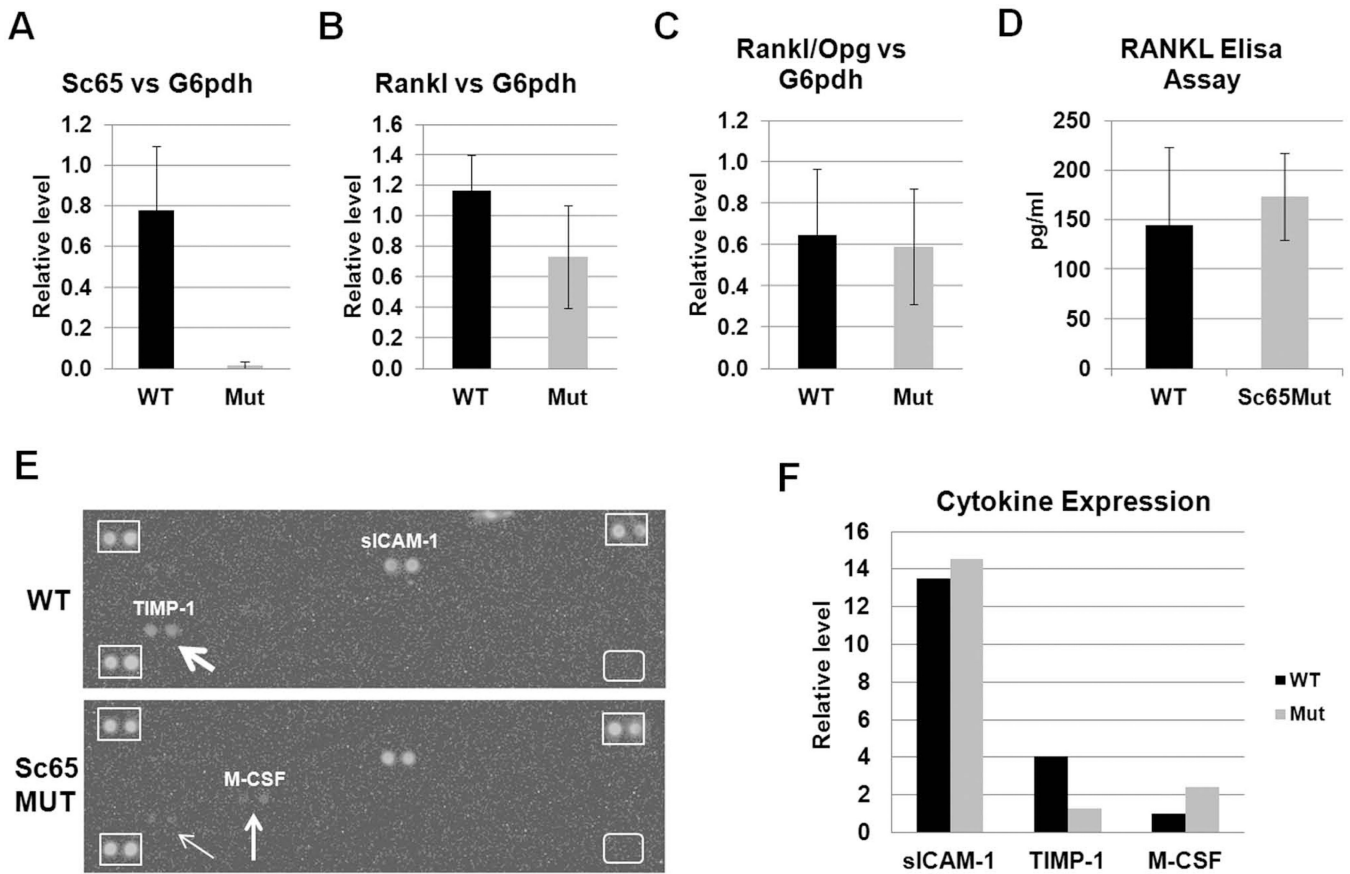 A
Sc65 vs G6pdh
Relative level
1.2
1.0
0.8
0.6
0.4
0.2
0.0
WT Mut
B
Rankl vs G6pdh
Relative level
1.6
1.4
1.2
1.0
0.8
0.6
0.4
0.2
0.0
WT Mut
C
Rankl/Opg vs
G6pdh
Relative level
1.2
1.0
0.8
0.6
0.4
0.2
0.0
WT Mut
D
RANKL Elisa
Assay
pg/ml
250
200
150
100
50
0
WT Sc65Mut
E
WT
sICAM-1
TIMP-1
Sc65
MUT
M-CSF
F
Cytokine Expression
Relative level
16
14
12
10
8
6
4
2
0
sICAM-1 TIMP-1 M-CSF
WT
Mut